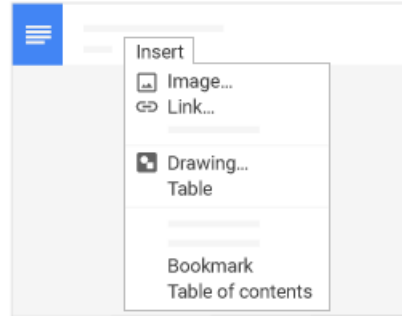 Insert
Image...
Link...
Drawing...
Table
Bookmark
Table of contents